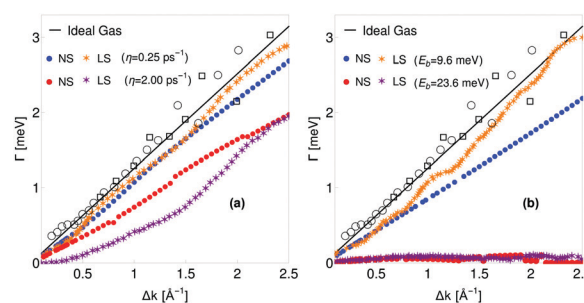 Ideal Gas
NS LS (η=0.25 ps⁻¹)
NS LS (η=2.00 ps⁻¹)
Γ [meV]
3
2
1
0
(a)
0.5 1 1.5 2 2.5
Δk [Å⁻¹]
Ideal Gas
NS LS (E_b=9.6 meV)
NS LS (E_b=23.6 meV)
Γ [meV]
3
2
1
0
(b)
0.5 1 1.5 2 2.
Δk [Å⁻¹]